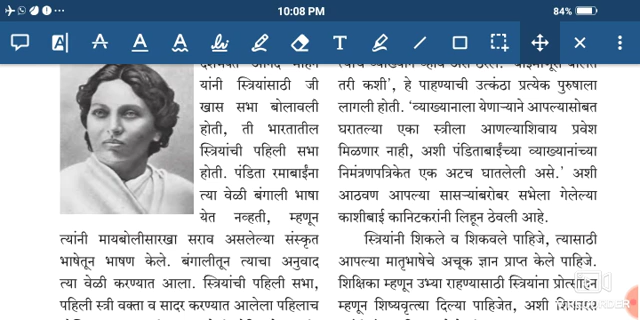 10:08 PM
84%
यांनी स्त्रियांसाठी जी
खास सभा बोलावली
होती, ती भारतातील
स्त्रियांची पहिली सभा
होती. पंडिता रमाबाईंना
त्या वेळी बंगाली भाषा
येत नव्हती, म्हणून
त्यांनी मायबोलीसारखा सराव असलेल्या संस्कृत
भाषेतून भाषण केले. बंगालीतून त्याचा अनुवाद
त्या वेळी करण्यात आला. स्त्रियांची पहिली सभा,
पहिली स्त्री वक्ता व सादर करण्यात आलेला पहिलाच
तरी कशी’, हे पाहण्याची उत्कंठा प्रत्येक पुरुषाला
लागली होती. ‘व्याख्यानाला येणाऱ्याने आपल्यासोबत
घरातल्या एका स्त्रीला आणल्याशिवाय प्रवेश
मिळणार नाही, अशी पंडिताबाईंच्या व्याख्यानांच्या
निमंत्रणपत्रिकेत एक अट घातलेली असे.’ अशी
आठवण आपल्या सासऱ्यांबरोबर सभेला गेलेल्या
काशीबाई कानिटकरांनी लिहून ठेवली आहे.
स्त्रियांनी शिकले व शिकवले पाहिजे, त्यासाठी
आपल्या मातृभाषेचे अचूक ज्ञान प्राप्त केले पाहिजे.
शिक्षिका म्हणून उभ्या राहण्यासाठी स्त्रियांना प्रोत्साहन
म्हणून शिष्यवृत्त्या दिल्या पाहिजेत, अशी